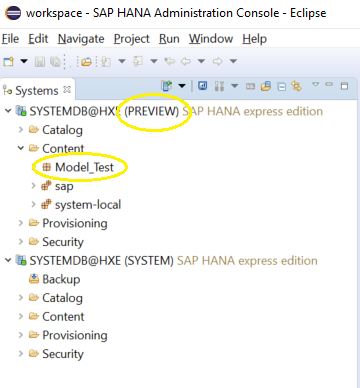 workspace - SAP HANA Administration Console - Eclipse
File Edit Navigate Project Run Window Help
Systems
SYSTEMDB@HXE (PREVIEW) SAP HANA express edition
Catalog
Content
Model_Test
sap
system-local
Provisioning
Security
SYSTEMDB@HXE (SYSTEM) SAP HANA express edition
Backup
Catalog
Content
Provisioning
Security